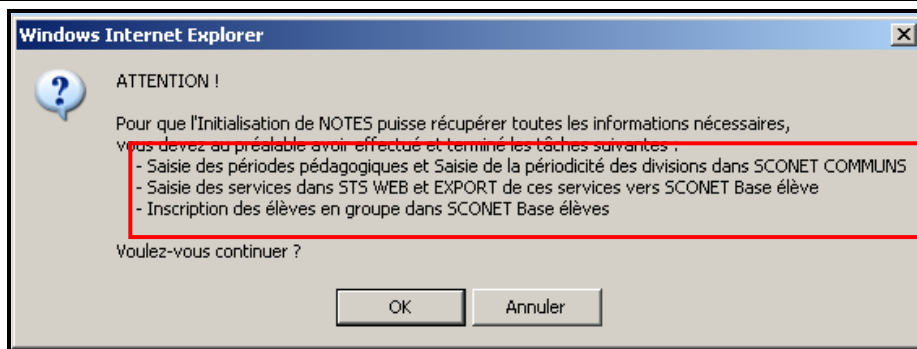 Windows Internet Explorer
ATTENTION !
Pour que l'Initialisation de NOTES puisse récupérer toutes les informations nécessaires,
vous devez au préalable avoir effectué et terminé les tâches suivantes :
- Saisie des périodes pédagogiques et Saisie de la périodicité des divisions dans SCONET COMMUNS
- Saisie des services dans STS WEB et EXPORT de ces services vers SCONET Base élève
- Inscription des élèves en groupe dans SCONET Base élèves
Voulez-vous continuer ?
OK
Annuler